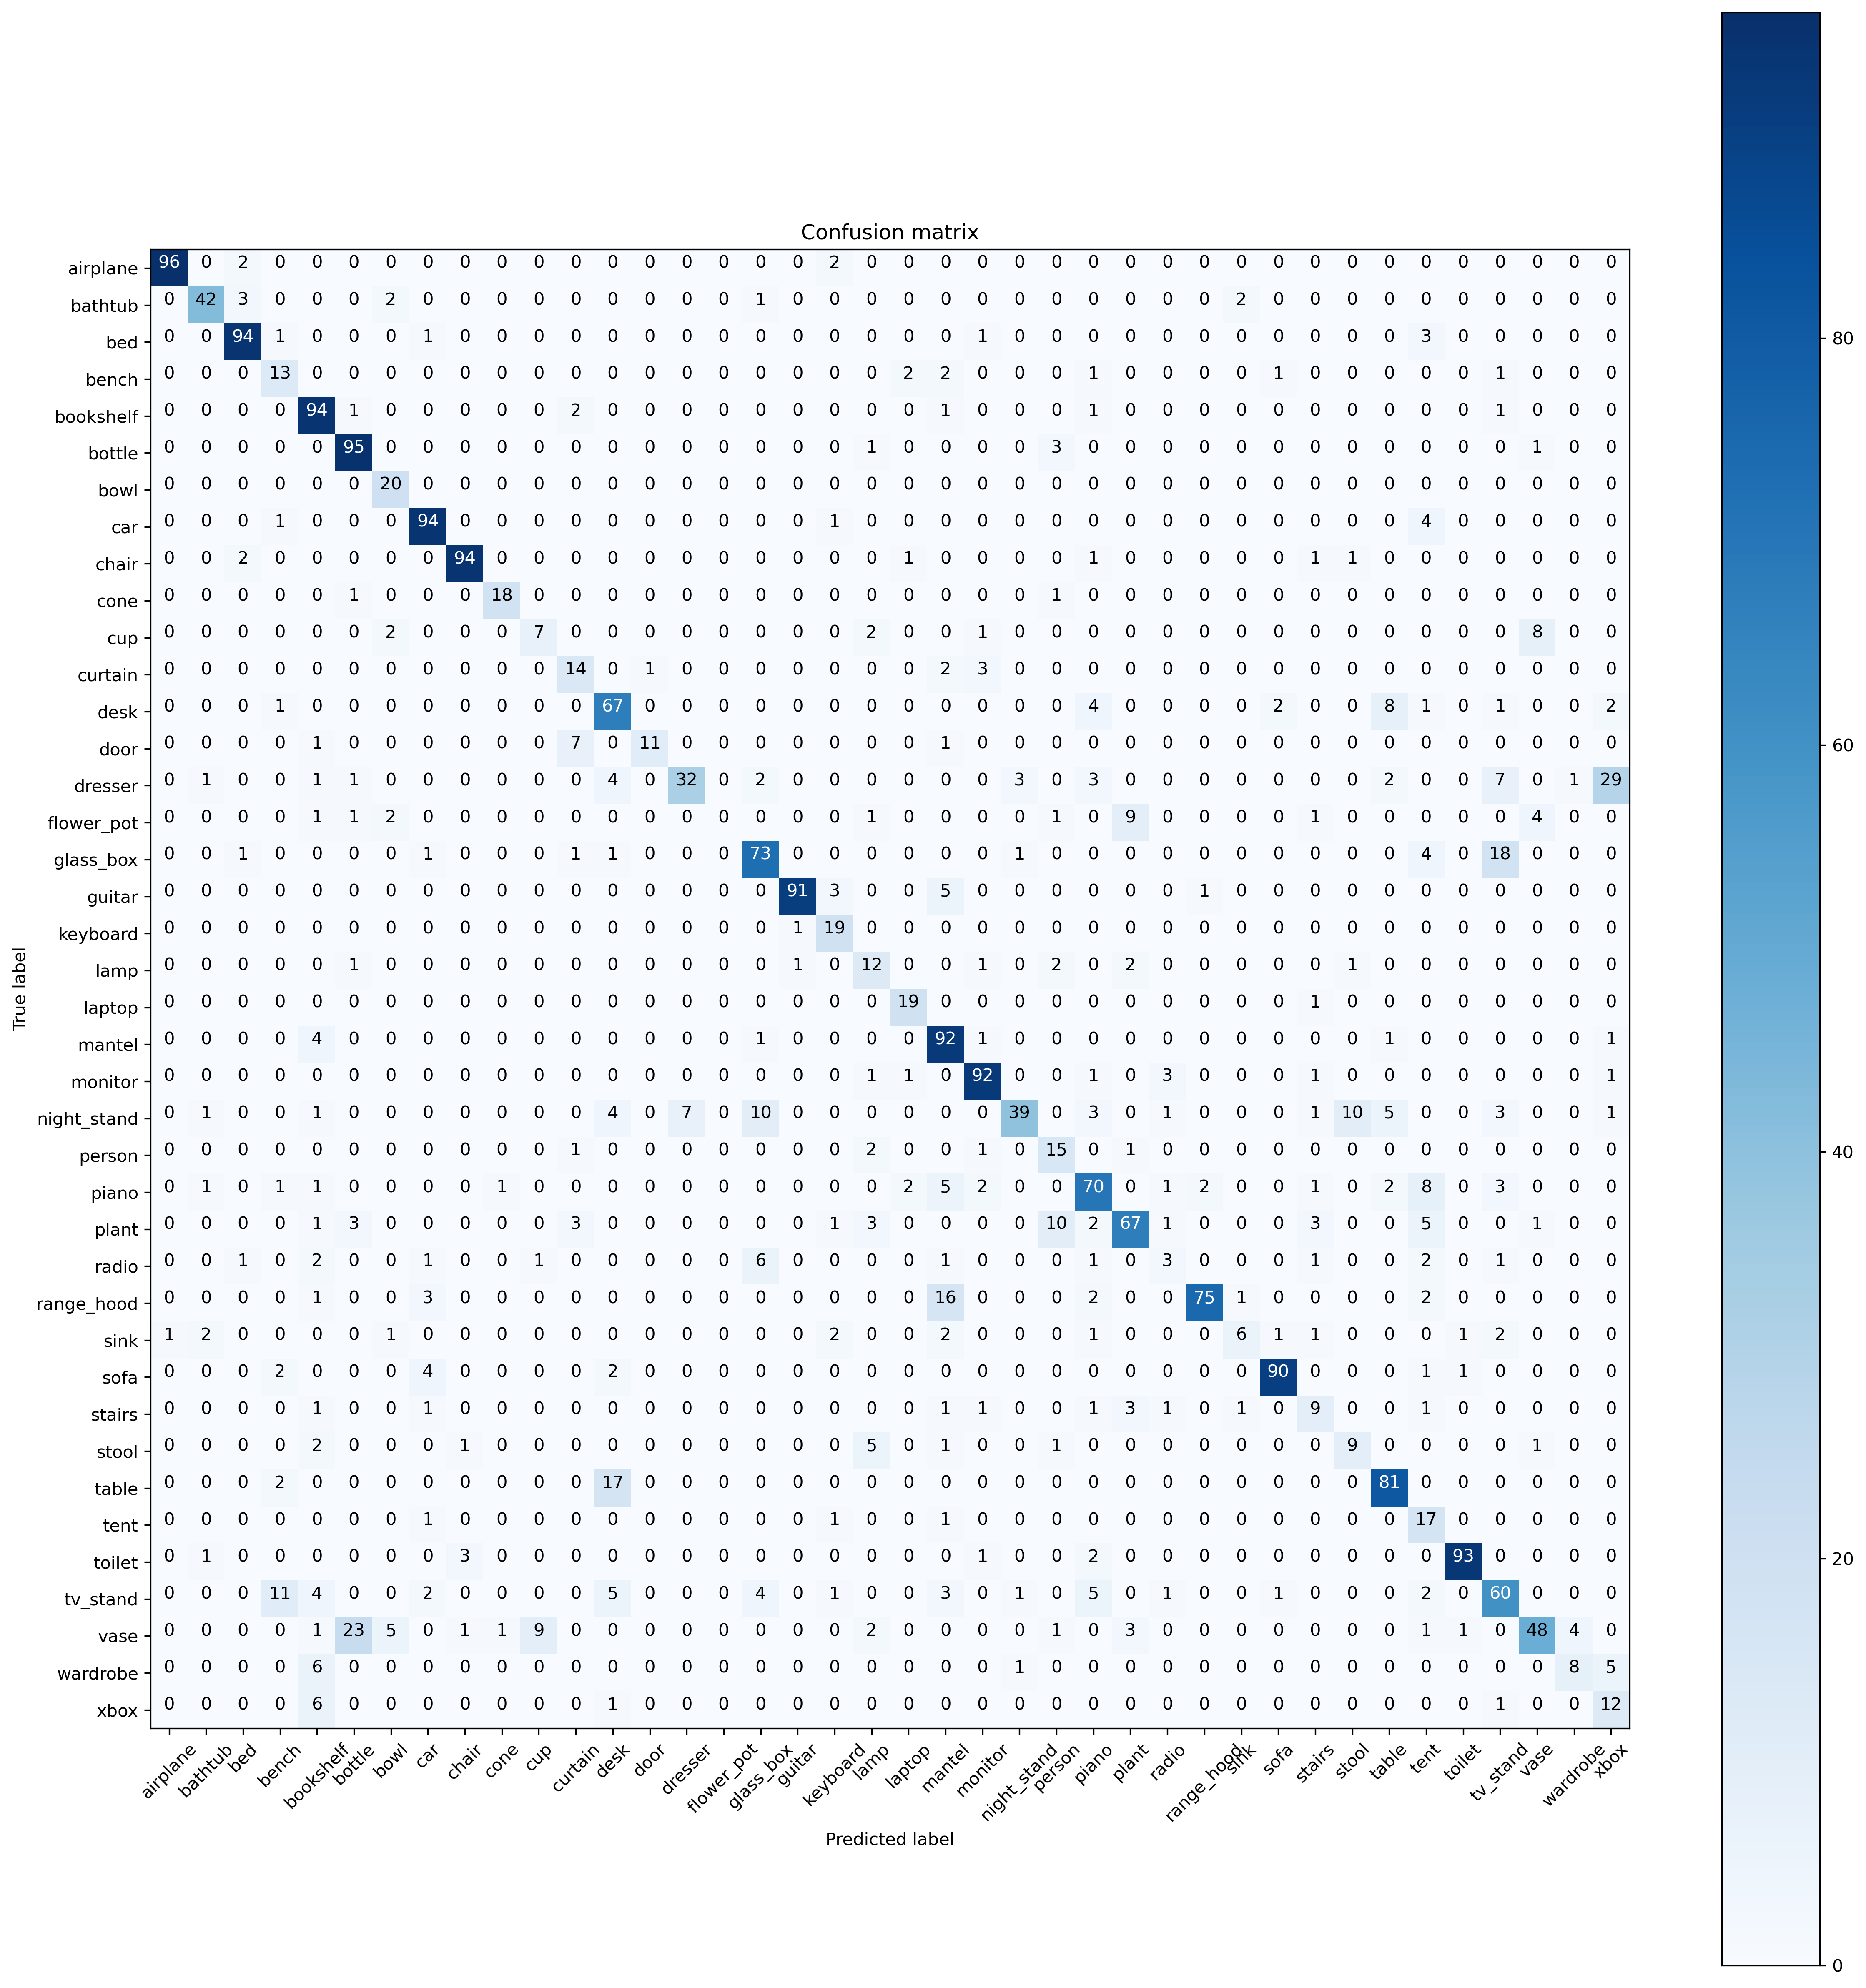 Confusion matrix
airplane 96 0 2 0 0 0 0 0 0 0 0 0 0 0 0 0 0 0 2 0 0 0 0 0 0 0 0 0 0 0 0 0 0 0 0 0 0 0 0 0
bathtub 0 42 3 0 0 0 2 0 0 0 0 0 0 0 0 0 1 0 0 0 0 0 0 0 0 0 0 0 0 2 0 0 0 0 0 0 0 0 0 0
bed 0 0 94 1 0 0 0 1 0 0 0 0 0 0 0 0 0 0 0 0 0 0 1 0 0 0 0 0 0 0 0 0 0 0 3 0 0 0 0 0
80
bench 0 0 0 13 0 0 0 0 0 0 0 0 0 0 0 0 0 0 0 0 2 2 0 0 0 1 0 0 0 0 1 0 0 0 0 0 1 0 0 0
bookshelf 0 0 0 0 94 1 0 0 0 0 0 2 0 0 0 0 0 0 0 0 0 1 0 0 0 1 0 0 0 0 0 0 0 0 0 0 1 0 0 0
bottle 0 0 0 0 0 95 0 0 0 0 0 0 0 0 0 0 0 0 0 1 0 0 0 0 3 0 0 0 0 0 0 0 0 0 0 0 0 1 0 0
bowl 0 0 0 0 0 0 20 0 0 0 0 0 0 0 0 0 0 0 0 0 0 0 0 0 0 0 0 0 0 0 0 0 0 0 0 0 0 0 0 0
car 0 0 0 1 0 0 0 94 0 0 0 0 0 0 0 0 0 0 1 0 0 0 0 0 0 0 0 0 0 0 0 0 0 0 4 0 0 0 0 0
chair 0 0 2 0 0 0 0 0 94 0 0 0 0 0 0 0 0 0 0 0 1 0 0 0 0 1 0 0 0 0 0 1 1 0 0 0 0 0 0 0
cone 0 0 0 0 0 1 0 0 0 18 0 0 0 0 0 0 0 0 0 0 0 0 0 0 1 0 0 0 0 0 0 0 0 0 0 0 0 0 0 0
cup 0 0 0 0 0 0 2 0 0 0 7 0 0 0 0 0 0 0 0 2 0 0 1 0 0 0 0 0 0 0 0 0 0 0 0 0 0 8 0 0
curtain 0 0 0 0 0 0 0 0 0 0 0 14 0 1 0 0 0 0 0 0 0 2 3 0 0 0 0 0 0 0 0 0 0 0 0 0 0 0 0 0
desk 0 0 0 1 0 0 0 0 0 0 0 0 67 0 0 0 0 0 0 0 0 0 0 0 0 4 0 0 0 0 2 0 0 8 1 0 1 0 0 2
door 0 0 0 0 1 0 0 0 0 0 0 7 0 11 0 0 0 0 0 0 0 1 0 0 0 0 0 0 0 0 0 0 0 0 0 0 0 0 0 0
60
dresser 0 1 0 0 1 1 0 0 0 0 0 0 4 0 32 0 2 0 0 0 0 0 0 3 0 3 0 0 0 0 0 0 0 2 0 0 7 0 1 29
flower_pot 0 0 0 0 1 1 2 0 0 0 0 0 0 0 0 0 0 0 0 1 0 0 0 0 1 0 9 0 0 0 0 1 0 0 0 0 0 4 0 0
glass_box 0 0 1 0 0 0 0 1 0 0 0 1 1 0 0 0 73 0 0 0 0 0 0 1 0 0 0 0 0 0 0 0 0 0 4 0 18 0 0 0
guitar 0 0 0 0 0 0 0 0 0 0 0 0 0 0 0 0 0 91 3 0 0 5 0 0 0 0 0 0 1 0 0 0 0 0 0 0 0 0 0 0
keyboard 0 0 0 0 0 0 0 0 0 0 0 0 0 0 0 0 0 1 19 0 0 0 0 0 0 0 0 0 0 0 0 0 0 0 0 0 0 0 0 0
lamp 0 0 0 0 0 1 0 0 0 0 0 0 0 0 0 0 0 1 0 12 0 0 1 0 2 0 2 0 0 0 0 0 1 0 0 0 0 0 0 0
laptop 0 0 0 0 0 0 0 0 0 0 0 0 0 0 0 0 0 0 0 0 19 0 0 0 0 0 0 0 0 0 0 1 0 0 0 0 0 0 0 0
True label
mantel 0 0 0 0 4 0 0 0 0 0 0 0 0 0 0 0 1 0 0 0 0 92 1 0 0 0 0 0 0 0 0 0 0 1 0 0 0 0 0 1
monitor 0 0 0 0 0 0 0 0 0 0 0 0 0 0 0 0 0 0 0 1 1 0 92 0 0 1 0 3 0 0 0 1 0 0 0 0 0 0 0 1
night_stand 0 1 0 0 1 0 0 0 0 0 0 0 4 0 7 0 10 0 0 0 0 0 0 39 0 3 0 1 0 0 0 1 10 5 0 0 3 0 0 1
40
person 0 0 0 0 0 0 0 0 0 0 0 1 0 0 0 0 0 0 0 2 0 0 1 0 15 0 1 0 0 0 0 0 0 0 0 0 0 0 0 0
piano 0 1 0 1 1 0 0 0 0 1 0 0 0 0 0 0 0 0 0 0 2 5 2 0 0 70 0 1 2 0 0 1 0 2 8 0 3 0 0 0
plant 0 0 0 0 1 3 0 0 0 0 0 3 0 0 0 0 0 0 1 3 0 0 0 0 10 2 67 1 0 0 0 3 0 0 5 0 0 1 0 0
radio 0 0 1 0 2 0 0 1 0 0 1 0 0 0 0 0 6 0 0 0 0 1 0 0 0 1 0 3 0 0 0 1 0 0 2 0 1 0 0 0
range_hood 0 0 0 0 1 0 0 3 0 0 0 0 0 0 0 0 0 0 0 0 0 16 0 0 0 2 0 0 75 1 0 0 0 0 2 0 0 0 0 0
sink 1 2 0 0 0 0 1 0 0 0 0 0 0 0 0 0 0 0 2 0 0 2 0 0 0 1 0 0 0 6 1 1 0 0 0 1 2 0 0 0
sofa 0 0 0 2 0 0 0 4 0 0 0 0 2 0 0 0 0 0 0 0 0 0 0 0 0 0 0 0 0 0 90 0 0 0 1 1 0 0 0 0
stairs 0 0 0 0 1 0 0 1 0 0 0 0 0 0 0 0 0 0 0 0 0 1 1 0 0 1 3 1 0 1 0 9 0 0 1 0 0 0 0 0
stool 0 0 0 0 2 0 0 0 1 0 0 0 0 0 0 0 0 0 0 5 0 1 0 0 1 0 0 0 0 0 0 0 9 0 0 0 0 1 0 0
table 0 0 0 2 0 0 0 0 0 0 0 0 17 0 0 0 0 0 0 0 0 0 0 0 0 0 0 0 0 0 0 0 0 81 0 0 0 0 0 0
tent 0 0 0 0 0 0 0 1 0 0 0 0 0 0 0 0 0 0 1 0 0 1 0 0 0 0 0 0 0 0 0 0 0 0 17 0 0 0 0 0
toilet 0 1 0 0 0 0 0 0 3 0 0 0 0 0 0 0 0 0 0 0 0 0 1 0 0 2 0 0 0 0 0 0 0 0 0 93 0 0 0 0
20
tv_stand 0 0 0 11 4 0 0 2 0 0 0 0 5 0 0 0 4 0 1 0 0 3 0 1 0 5 0 1 0 0 1 0 0 0 2 0 60 0 0 0
vase 0 0 0 0 1 23 5 0 1 1 9 0 0 0 0 0 0 0 0 2 0 0 0 0 1 0 3 0 0 0 0 0 0 0 1 1 0 48 4 0
wardrobe 0 0 0 0 6 0 0 0 0 0 0 0 0 0 0 0 0 0 0 0 0 0 0 1 0 0 0 0 0 0 0 0 0 0 0 0 0 0 8 5
xbox 0 0 0 0 6 0 0 0 0 0 0 0 1 0 0 0 0 0 0 0 0 0 0 0 0 0 0 0 0 0 0 0 0 0 0 0 1 0 0 12
airplane bathtub bed bench bookshelf bottle bowl car chair cone cup curtain desk door dresser flower_pot glass_box guitar keyboard lamp laptop mantel monitor night_stand person piano plant radio range_hood sink sofa stairs stool table tent toilet tv_stand vase wardrobe xbox
Predicted label
0